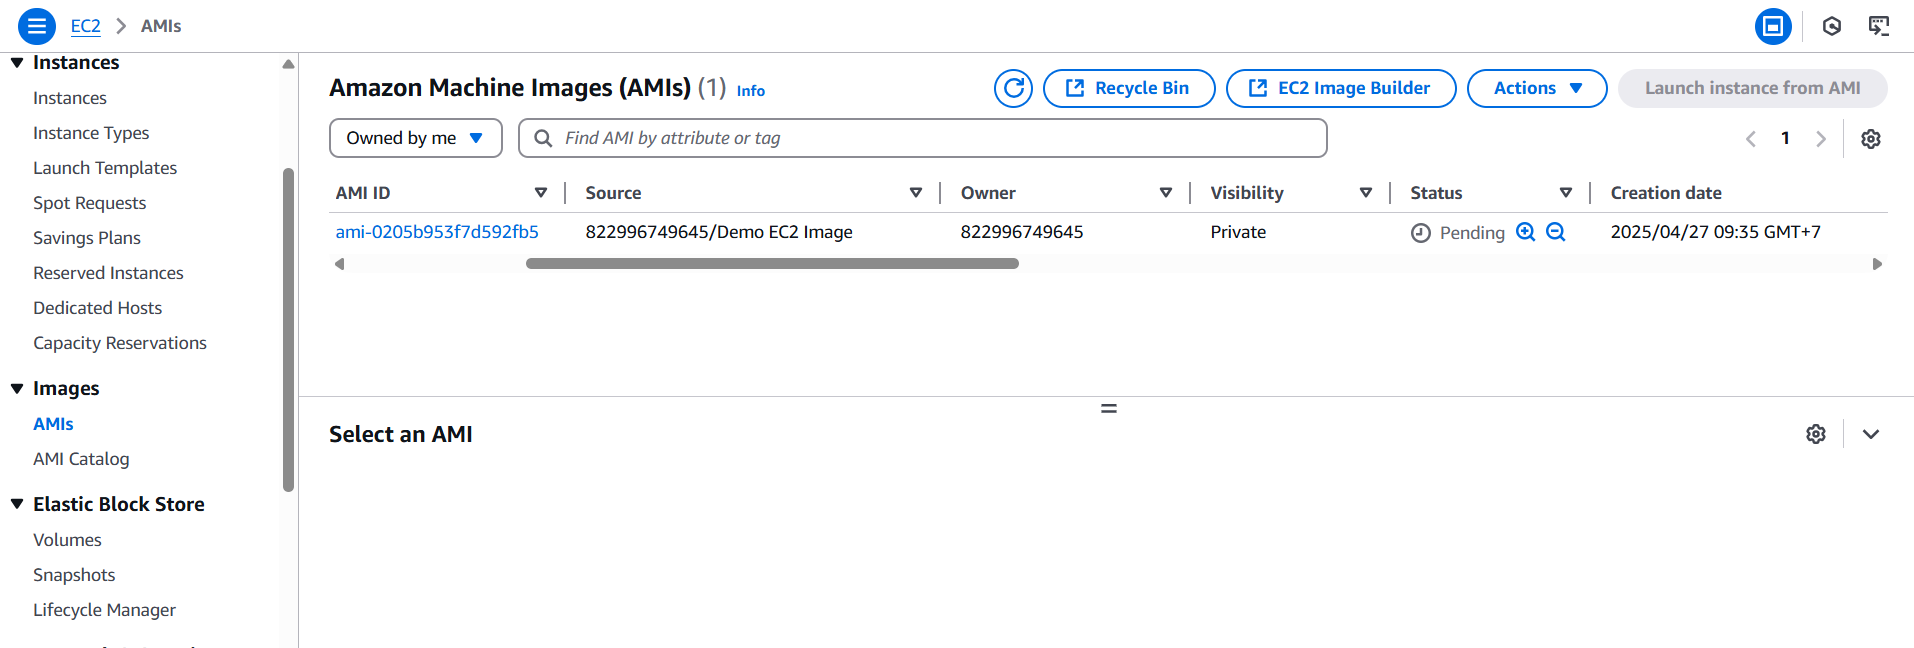 EC2 > AMIs
Instances
Instances
Instance Types
Launch Templates
Spot Requests
Savings Plans
Reserved Instances
Dedicated Hosts
Capacity Reservations
Images
AMIs
AMI Catalog
Elastic Block Store
Volumes
Snapshots
Lifecycle Manager
Amazon Machine Images (AMIs) (1) Info
Recycle Bin
EC2 Image Builder
Actions
Launch instance from AMI
Owned by me
Find AMI by attribute or tag
1
AMI ID Source Owner Visibility Status Creation date
ami-0205b953f7d592fb5 822996749645/Demo EC2 Image 822996749645 Private Pending 2025/04/27 09:35 GMT+7
Select an AMI